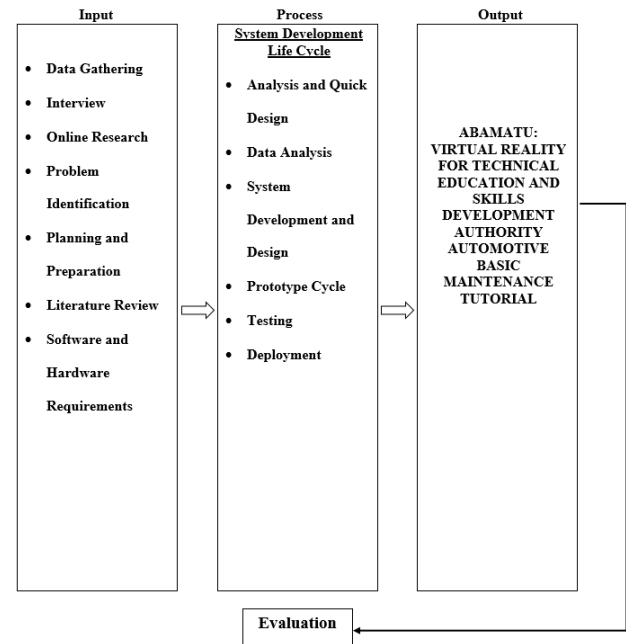 Input
Data Gathering
Interview
Online Research
Problem
Identification
Planning and
Preparation
Literature Review
Software and
Hardware
Requirements
Process
System Development
Life Cycle
Analysis and Quick
Design
Data Analysis
System
Development and
Design
Prototype Cycle
Testing
Deployment
Output
ABAMATU:
VIRTUAL REALITY
FOR TECHNICAL
EDUCATION AND
SKILLS
DEVELOPMENT
AUTHORITY
AUTOMOTIVE
BASIC
MAINTENANCE
TUTORIAL
Evaluation